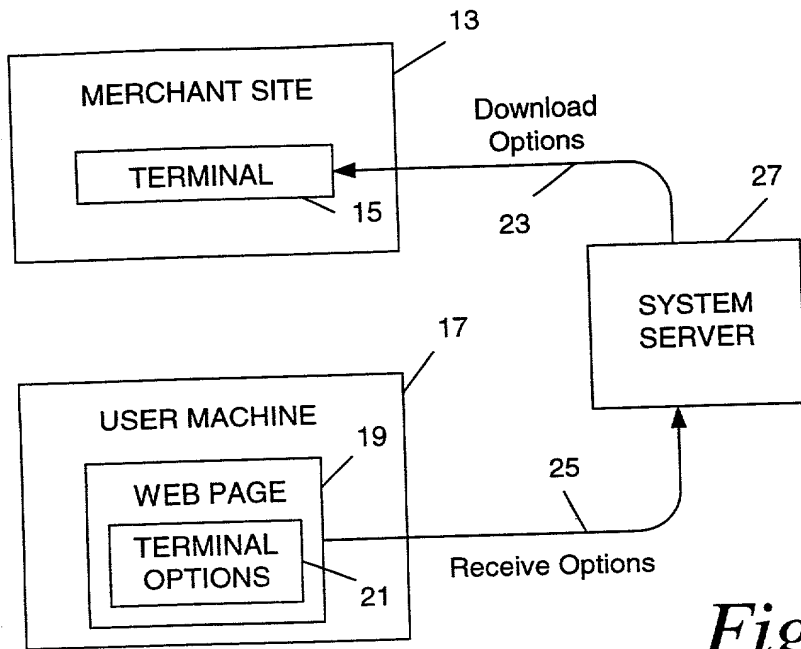 13
MERCHANT SITE
Download
Options
TERMINAL
15
23
27
SYSTEM
SERVER
17
USER MACHINE
19
WEB PAGE
25
TERMINAL
OPTIONS
21
Receive Options
Fig